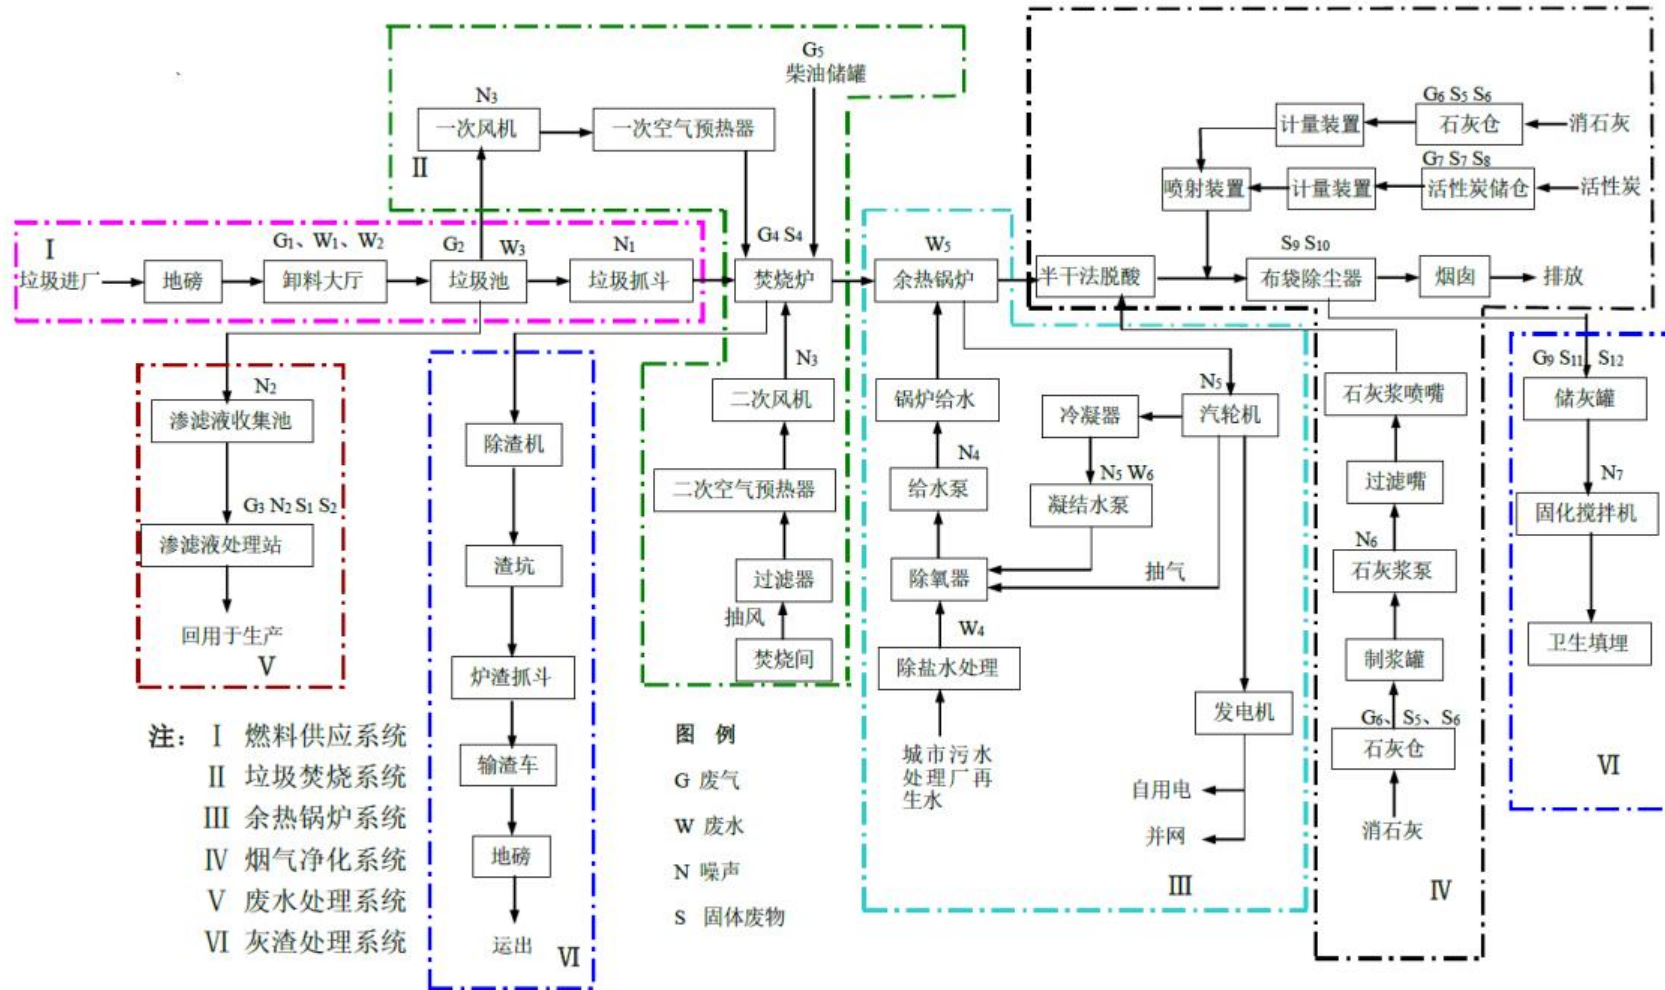 G₅
柴油储罐
N₃
一次风机
一次空气预热器
Ⅱ
G₆ S₅ S₆
计量装置
石灰仓
消石灰
G₇ S₇ S₈
喷射装置
计量装置
活性炭储仓
活性炭
Ⅰ
G₁、W₁、W₂
G₂
W₃
N₁
G₄ S₄
W₅
S₉ S₁₀
垃圾进厂
地磅
卸料大厅
垃圾池
垃圾抓斗
焚烧炉
余热锅炉
半干法脱酸
布袋除尘器
烟囱
排放
N₂
渗滤液收集池
G₃ N₂ S₁ S₂
渗滤液处理站
回用于生产
Ⅴ
除渣机
渣坑
炉渣抓斗
输渣车
地磅
运出
Ⅵ
N₃
二次风机
二次空气预热器
过滤器
抽风
焚烧间
锅炉给水
N₄
给水泵
除氧器
W₄
除盐水处理
城市污水
处理厂再
生水
N₅
冷凝器
汽轮机
N₅ W₆
凝结水泵
抽气
发电机
自用电
并网
Ⅲ
石灰浆喷嘴
过滤嘴
N₆
石灰浆泵
制浆罐
G₆、S₅、S₆
石灰仓
消石灰
Ⅳ
G₉ S₁₁
S₁₂
储灰罐
N₇
固化搅拌机
卫生填埋
Ⅵ
注： Ⅰ 燃料供应系统
Ⅱ 垃圾焚烧系统
Ⅲ 余热锅炉系统
Ⅳ 烟气净化系统
Ⅴ 废水处理系统
Ⅵ 灰渣处理系统
图 例
G 废气
W 废水
N 噪声
S 固体废物